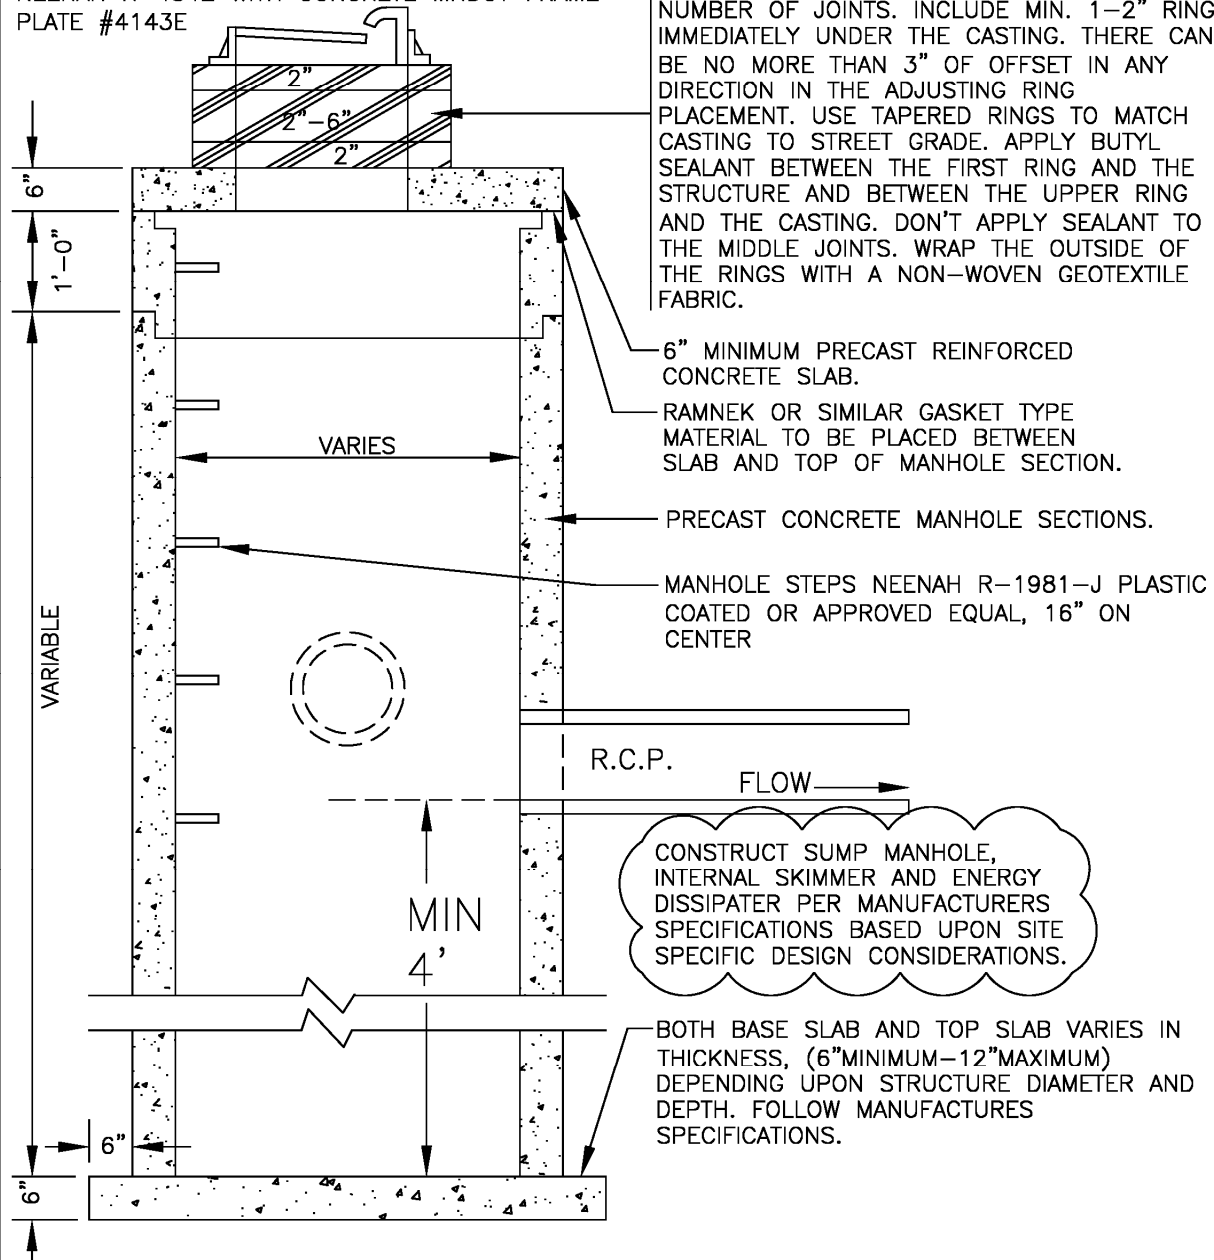 PLATE #4143E
NUMBER OF JOINTS. INCLUDE MIN. 1-2" RING
IMMEDIATELY UNDER THE CASTING. THERE CAN
BE NO MORE THAN 3" OF OFFSET IN ANY
DIRECTION IN THE ADJUSTING RING
PLACEMENT. USE TAPERED RINGS TO MATCH
CASTING TO STREET GRADE. APPLY BUTYL
SEALANT BETWEEN THE FIRST RING AND THE
STRUCTURE AND BETWEEN THE UPPER RING
AND THE CASTING. DON'T APPLY SEALANT TO
THE MIDDLE JOINTS. WRAP THE OUTSIDE OF
THE RINGS WITH A NON-WOVEN GEOTEXTILE
FABRIC.
2"
2"-6"
2"
6"
1'-0"
6" MINIMUM PRECAST REINFORCED
CONCRETE SLAB.
RAMNEK OR SIMILAR GASKET TYPE
MATERIAL TO BE PLACED BETWEEN
SLAB AND TOP OF MANHOLE SECTION.
VARIES
PRECAST CONCRETE MANHOLE SECTIONS.
MANHOLE STEPS NEENAH R-1981-J PLASTIC
COATED OR APPROVED EQUAL, 16" ON
CENTER
VARIABLE
R.C.P.
FLOW
CONSTRUCT SUMP MANHOLE,
INTERNAL SKIMMER AND ENERGY
DISSIPATER PER MANUFACTURERS
SPECIFICATIONS BASED UPON SITE
SPECIFIC DESIGN CONSIDERATIONS.
MIN
4'
BOTH BASE SLAB AND TOP SLAB VARIES IN
THICKNESS, (6"MINIMUM-12"MAXIMUM)
DEPENDING UPON STRUCTURE DIAMETER AND
DEPTH. FOLLOW MANUFACTURES
SPECIFICATIONS.
6"
6"